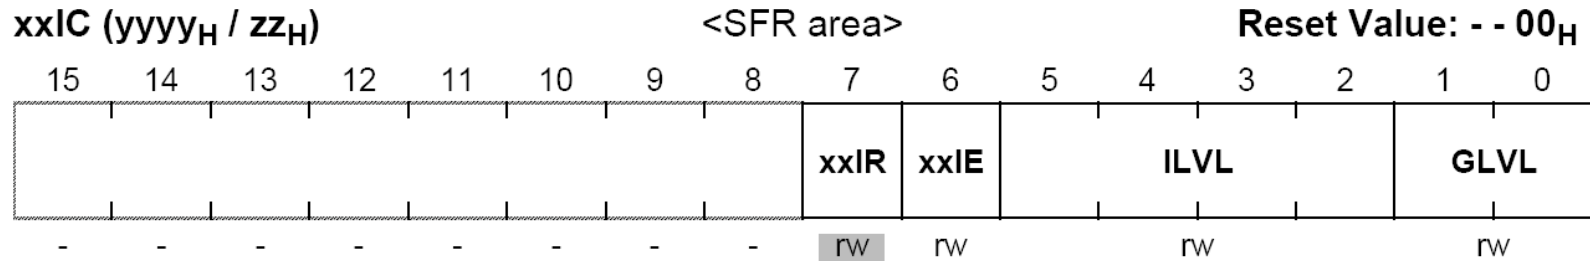 xxIC (yyyyH / zzH) <SFR area> Reset Value: - - 00H
15 14 13 12 11 10 9 8 7 6 5 4 3 2 1 0
xxIR xxIE ILVL GLVL
- - - - - - - - rw rw rw rw